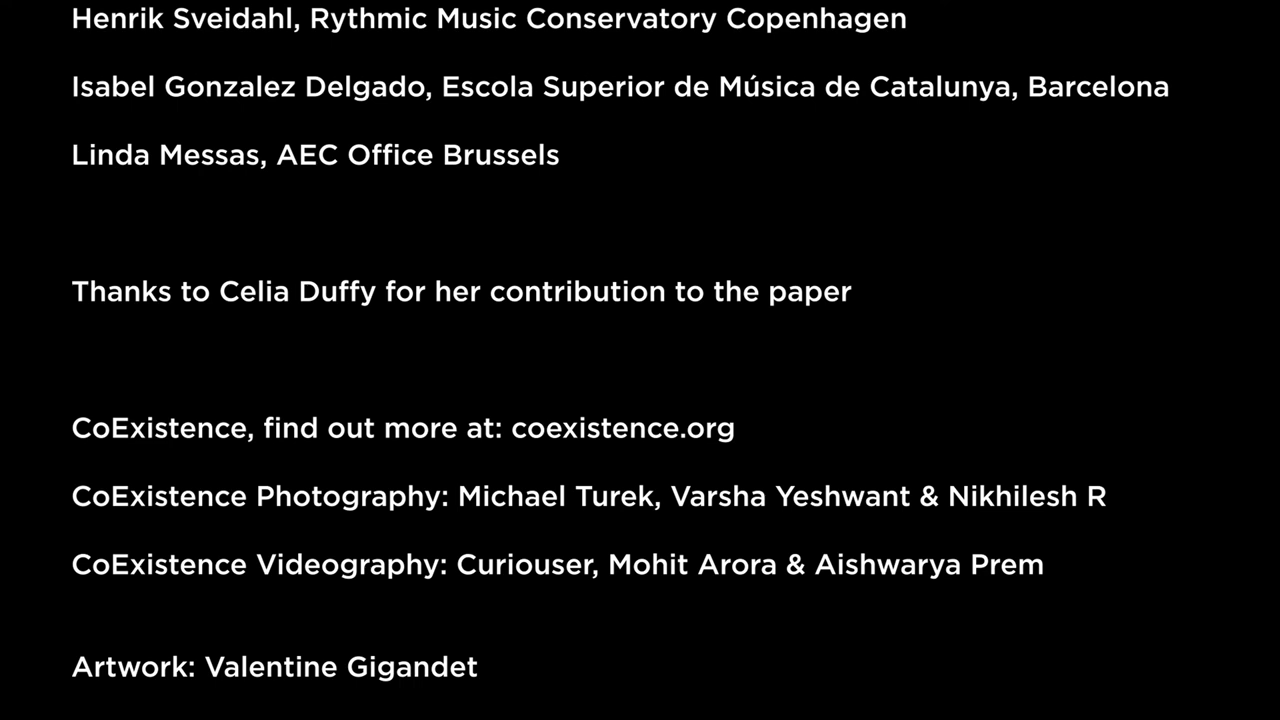 Henrik Sveidahl, Rythmic Music Conservatory Copenhagen
Isabel Gonzalez Delgado, Escola Superior de Música de Catalunya, Barcelona
Linda Messas, AEC Office Brussels
Thanks to Celia Duffy for her contribution to the paper
CoExistence, find out more at: coexistence.org
CoExistence Photography: Michael Turek, Varsha Yeshwant & Nikhilesh R
CoExistence Videography: Curiouser, Mohit Arora & Aishwarya Prem
Artwork: Valentine Gigandet